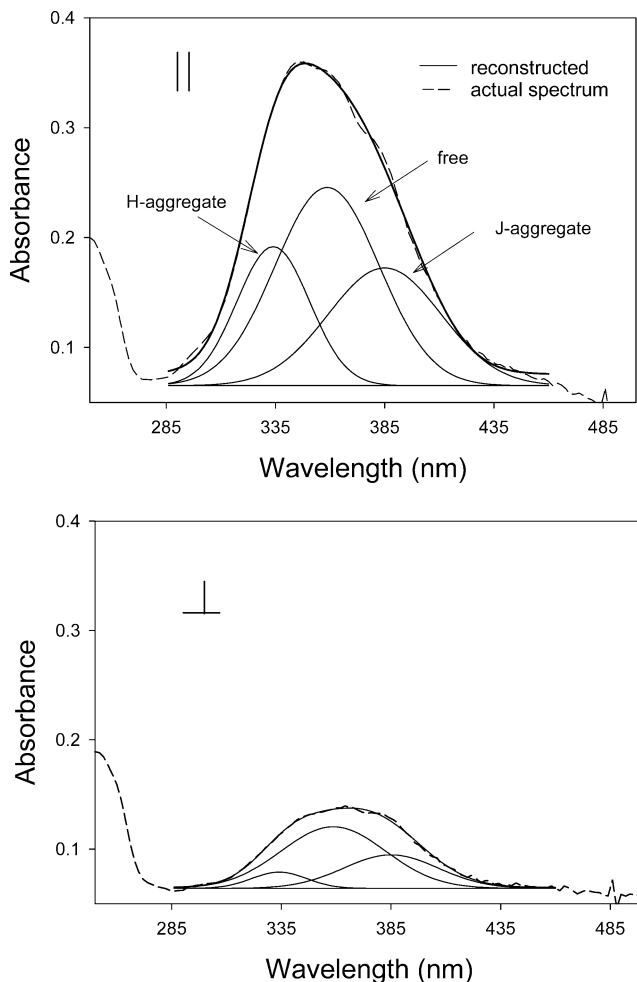 0.4
||
reconstructed
actual spectrum
0.3
free
H-aggregate
J-aggregate
0.2
0.1
Absorbance
285 335 385 435 485
Wavelength (nm)
0.4
⊥
0.3
0.2
0.1
Absorbance
285 335 385 435 485
Wavelength (nm)